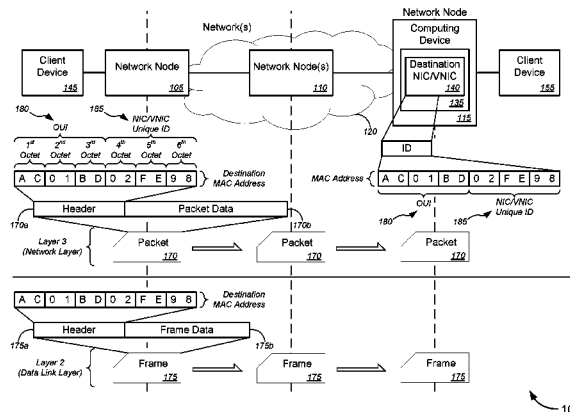 Network Node
Network(s)
Computing Device
Client Device
145
Network Node
105
Network Node(s)
110
Destination NIC/VNIC
140
135
115
Client Device
155
120
180
OUI
185
NIC/VNIC Unique ID
1st Octet
2nd Octet
3rd Octet
4th Octet
5th Octet
6th Octet
A C 0 1 B D 0 2 F E 9 8
Destination MAC Address
ID
MAC Address
A C 0 1 B D 0 2 F E 9 8
180
OUI
185
NIC/VNIC Unique ID
170a
Header
Packet Data
170b
Layer 3
(Network Layer)
Packet
170
Packet
170
Packet
170
A C 0 1 B D 0 2 F E 9 8
Destination MAC Address
175a
Header
Frame Data
175b
Layer 2
(Data Link Layer)
Frame
175
Frame
175
Frame
175